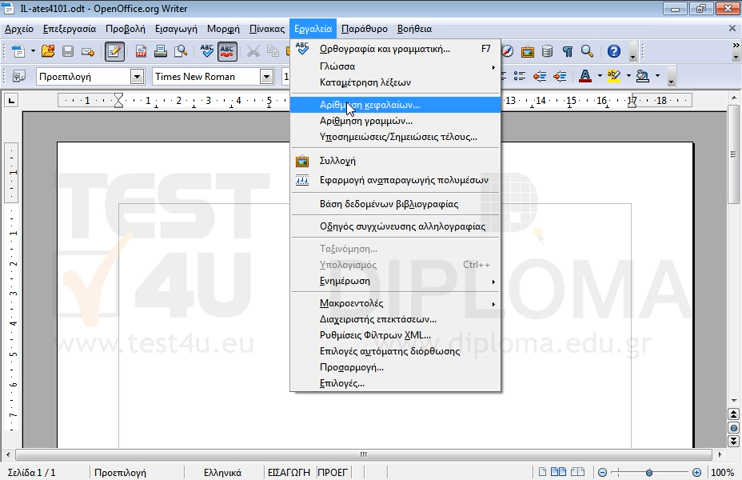 IL-ates4101.odt - OpenOffice.org Writer
Αρχείο Επεξεργασία Προβολή Εισαγωγή Μορφή Πίνακας Εργαλεία Παράθυρο Βοήθεια
Προεπιλογή Times New Roman
Ορθογραφία και γραμματική... F7
Γλώσσα
Καταμέτρηση λέξεων
Αρίθμηση κεφαλαίων...
Αρίθμηση γραμμών...
Υποσημειώσεις/Σημειώσεις τέλους...
Συλλογή
Εφαρμογή αναπαραγωγής πολυμέσων
Βάση δεδομένων βιβλιογραφίας
Οδηγός συγχώνευσης αλληλογραφίας
Ταξινόμηση...
Υπολογισμός Ctrl++
Ενημέρωση
Μακροεντολές
Διαχειριστής επεκτάσεων...
Ρυθμίσεις Φίλτρων XML...
Επιλογές αυτόματης διόρθωσης
Προσαρμογή...
Επιλογές...
TEST
4U
DIPLOMA
www.test4u.eu www.diploma.edu.gr
Σελίδα 1 / 1 Προεπιλογή Ελληνικά ΕΙΣΑΓΩΓΗ ΠΡΟΕΓ 100%